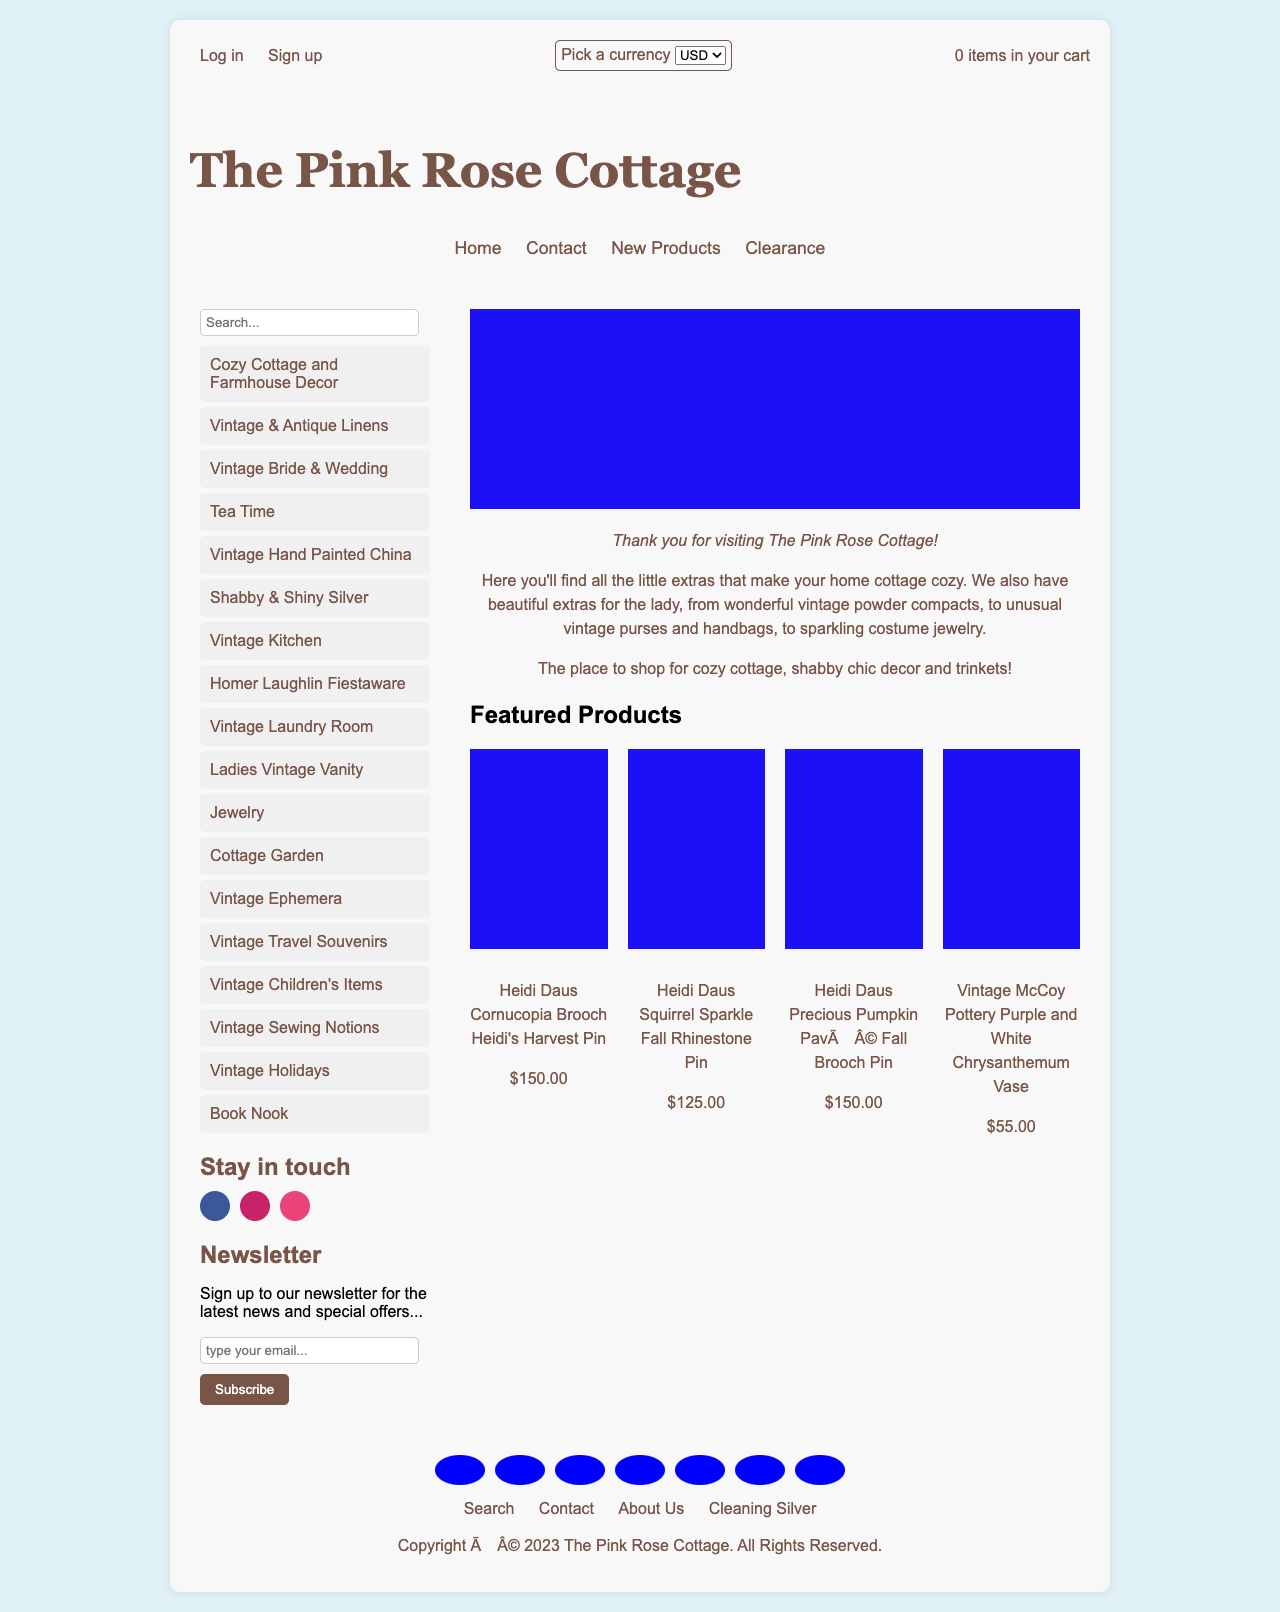 Log in Sign up Pick a currency USD 0 items in your cart
The Pink Rose Cottage
Home Contact New Products Clearance
Search...
Cozy Cottage and
Farmhouse Decor
Vintage & Antique Linens
Vintage Bride & Wedding
Tea Time
Vintage Hand Painted China
Shabby & Shiny Silver
Vintage Kitchen
Homer Laughlin Fiestaware
Vintage Laundry Room
Ladies Vintage Vanity
Jewelry
Cottage Garden
Vintage Ephemera
Vintage Travel Souvenirs
Vintage Children's Items
Vintage Sewing Notions
Vintage Holidays
Book Nook
Stay in touch
Newsletter
Sign up to our newsletter for the
latest news and special offers...
type your email...
Subscribe
Thank you for visiting The Pink Rose Cottage!
Here you'll find all the little extras that make your home cottage cozy. We also have
beautiful extras for the lady, from wonderful vintage powder compacts, to unusual
vintage purses and handbags, to sparkling costume jewelry.
The place to shop for cozy cottage, shabby chic decor and trinkets!
Featured Products
Heidi Daus
Cornucopia Brooch
Heidi's Harvest Pin
$150.00
Heidi Daus
Squirrel Sparkle
Fall Rhinestone
Pin
$125.00
Heidi Daus
Precious Pumpkin
PavÃ Â© Fall
Brooch Pin
$150.00
Vintage McCoy
Pottery Purple and
White
Chrysanthemum
Vase
$55.00
Search Contact About Us Cleaning Silver
Copyright Ã Â© 2023 The Pink Rose Cottage. All Rights Reserved.